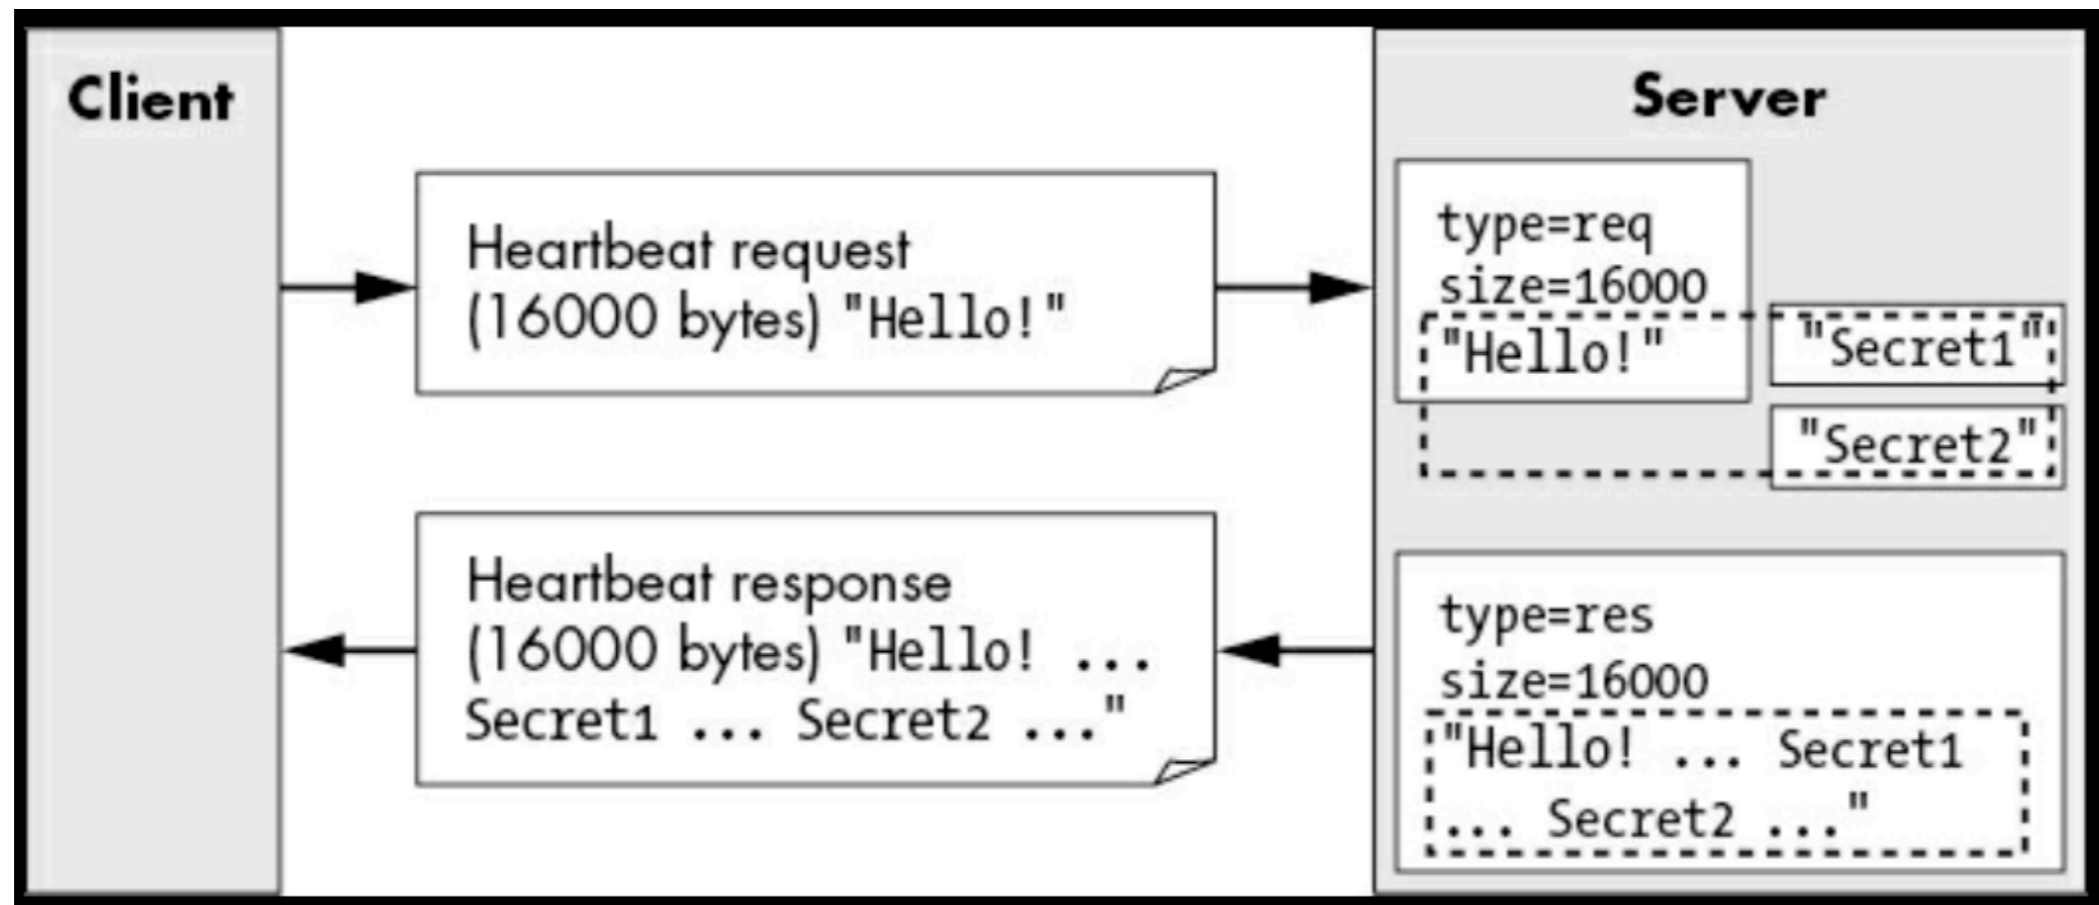 Client
Server
Heartbeat request
(16000 bytes) "Hello!"
type=req
size=16000
"Hello!"
"Secret1"
"Secret2"
Heartbeat response
(16000 bytes) "Hello! ...
Secret1 ... Secret2 ..."
type=res
size=16000
"Hello! ... Secret1
... Secret2 ..."